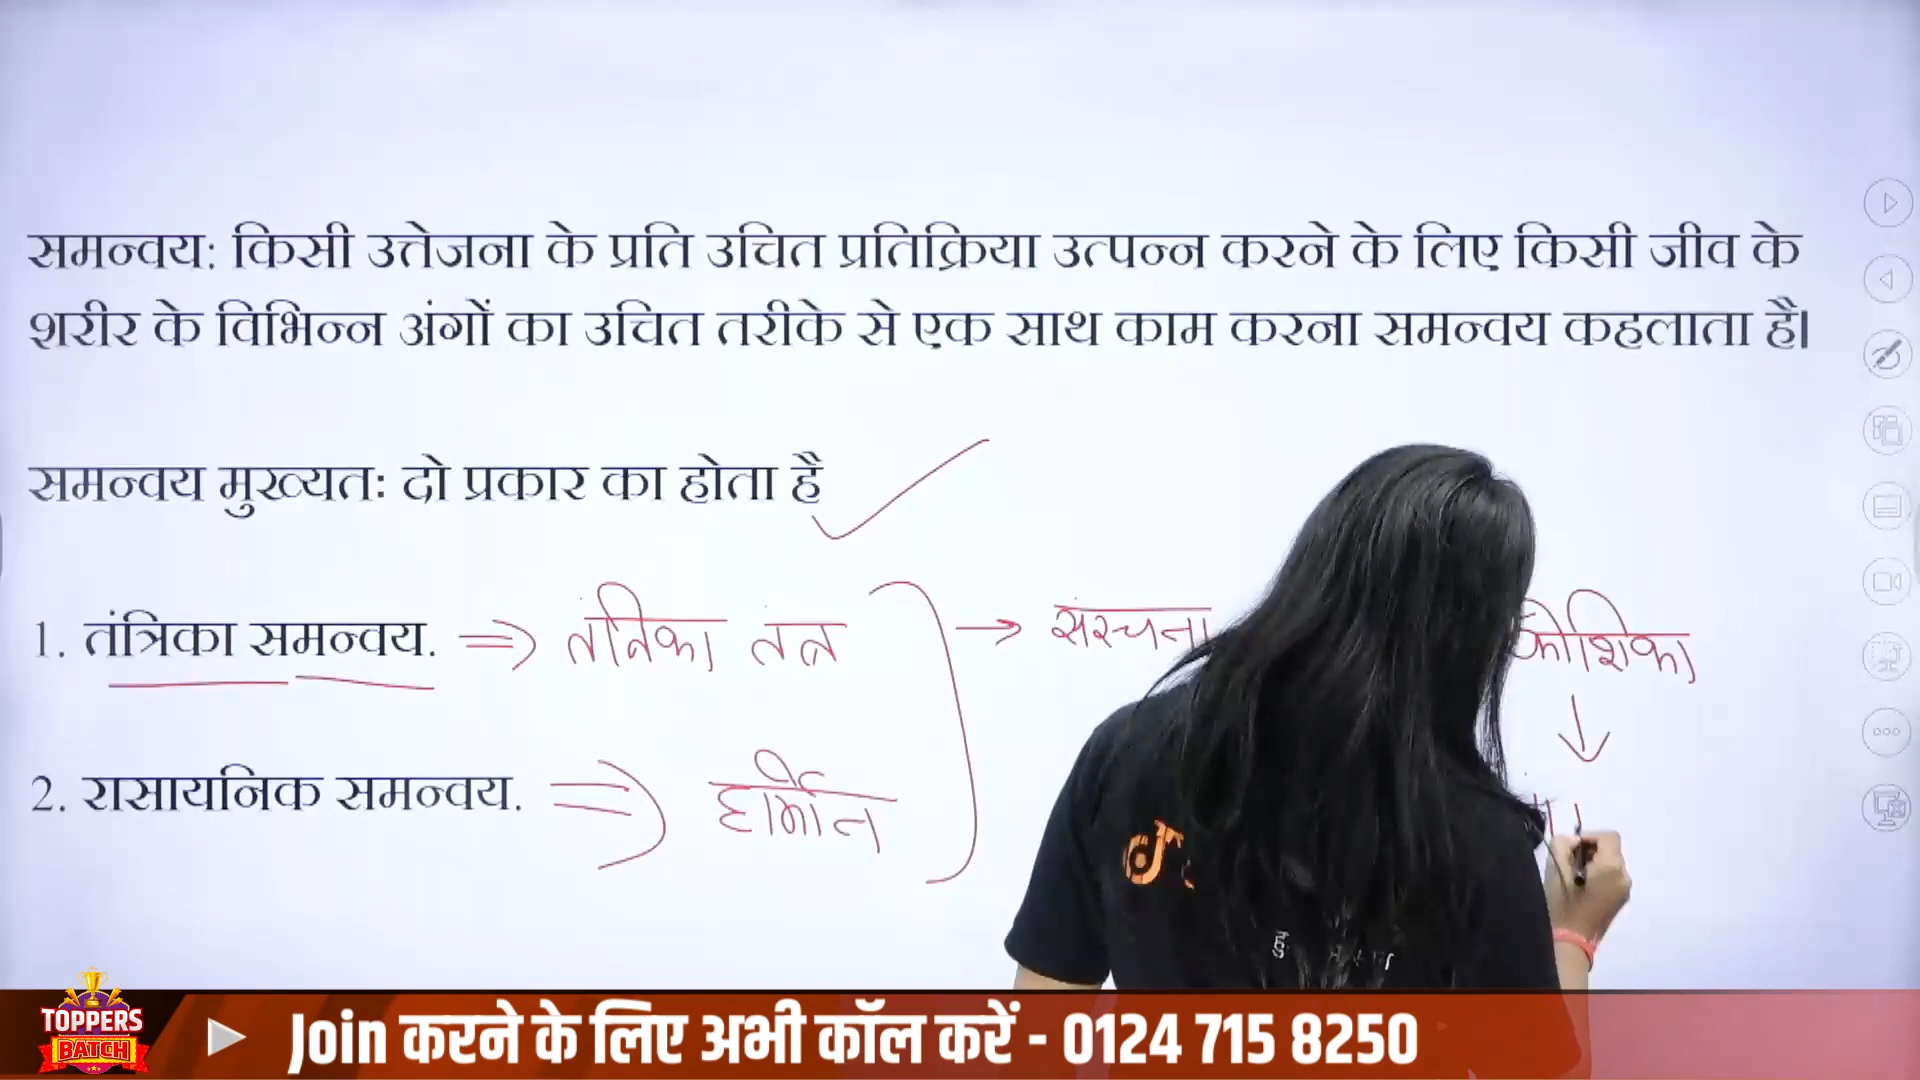 समन्वय: किसी उत्तेजना के प्रति उचित प्रतिक्रिया उत्पन्न करने के लिए किसी जीव के
शरीर के विभिन्न अंगों का उचित तरीके से एक साथ काम करना समन्वय कहलाता है।
समन्वय मुख्यतः दो प्रकार का होता है
1. तंत्रिका समन्वय. ⇒ तंत्रिका तंत्र → संरचना कोशिका
2. रासायनिक समन्वय. ⇒ हार्मोन
TOPPERS
BATCH
Join करने के लिए अभी कॉल करें - 0124 715 8250